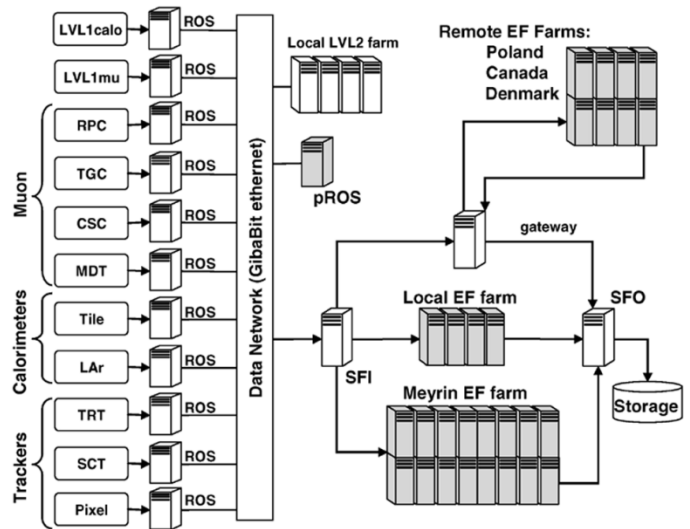 LVL1calo
ROS
LVL1mu
ROS
Muon
RPC
ROS
TGC
ROS
CSC
ROS
MDT
ROS
Calorimeters
Tile
ROS
LAr
ROS
Trackers
TRT
ROS
SCT
ROS
Pixel
ROS
Data Network (GibaBit ethernet)
Local LVL2 farm
pROS
Remote EF Farms:
Poland
Canada
Denmark
gateway
SFI
Local EF farm
SFO
Meyrin EF farm
Storage